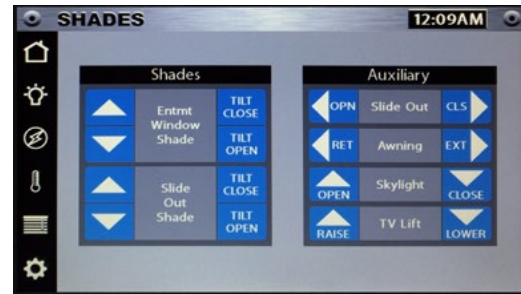 SHADES
12:09AM
Shades
Entmt
Window
Shade
TILT
CLOSE
TILT
OPEN
Slide
Out
Shade
TILT
CLOSE
TILT
OPEN
Auxiliary
OPN Slide Out CLS
RET Awning EXT
OPEN Skylight CLOSE
RAISE TV Lift LOWER